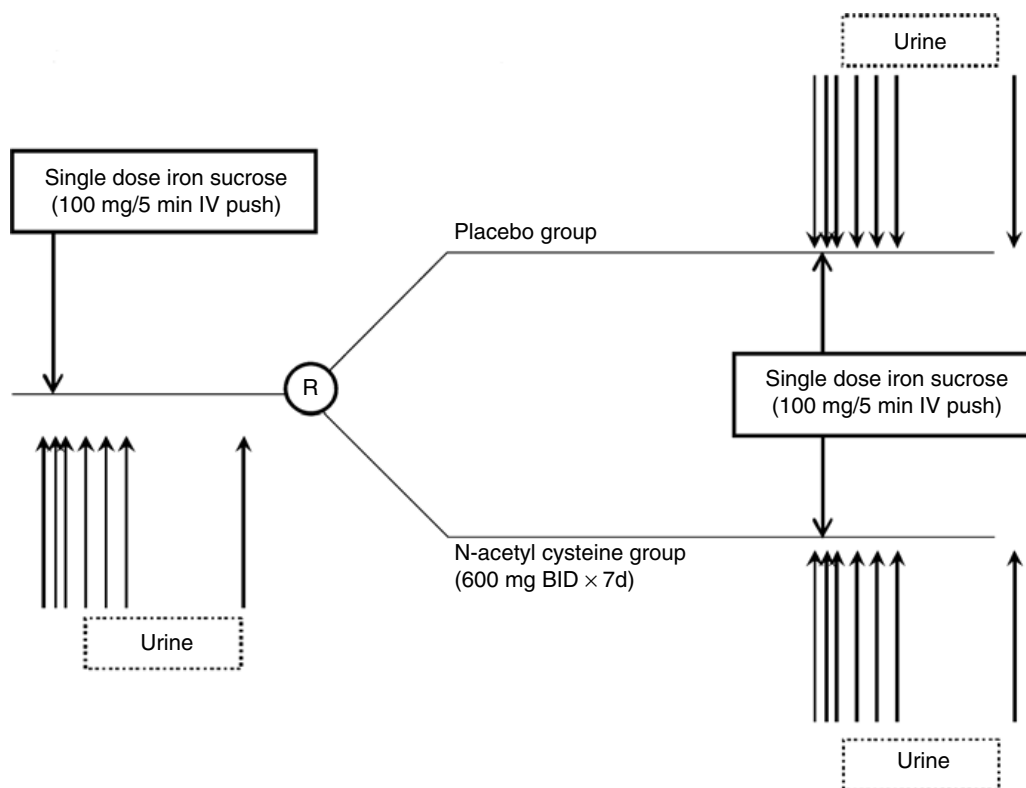 Urine
Single dose iron sucrose
(100 mg/5 min IV push)
Placebo group
R
Single dose iron sucrose
(100 mg/5 min IV push)
N-acetyl cysteine group
(600 mg BID × 7d)
Urine
Urine